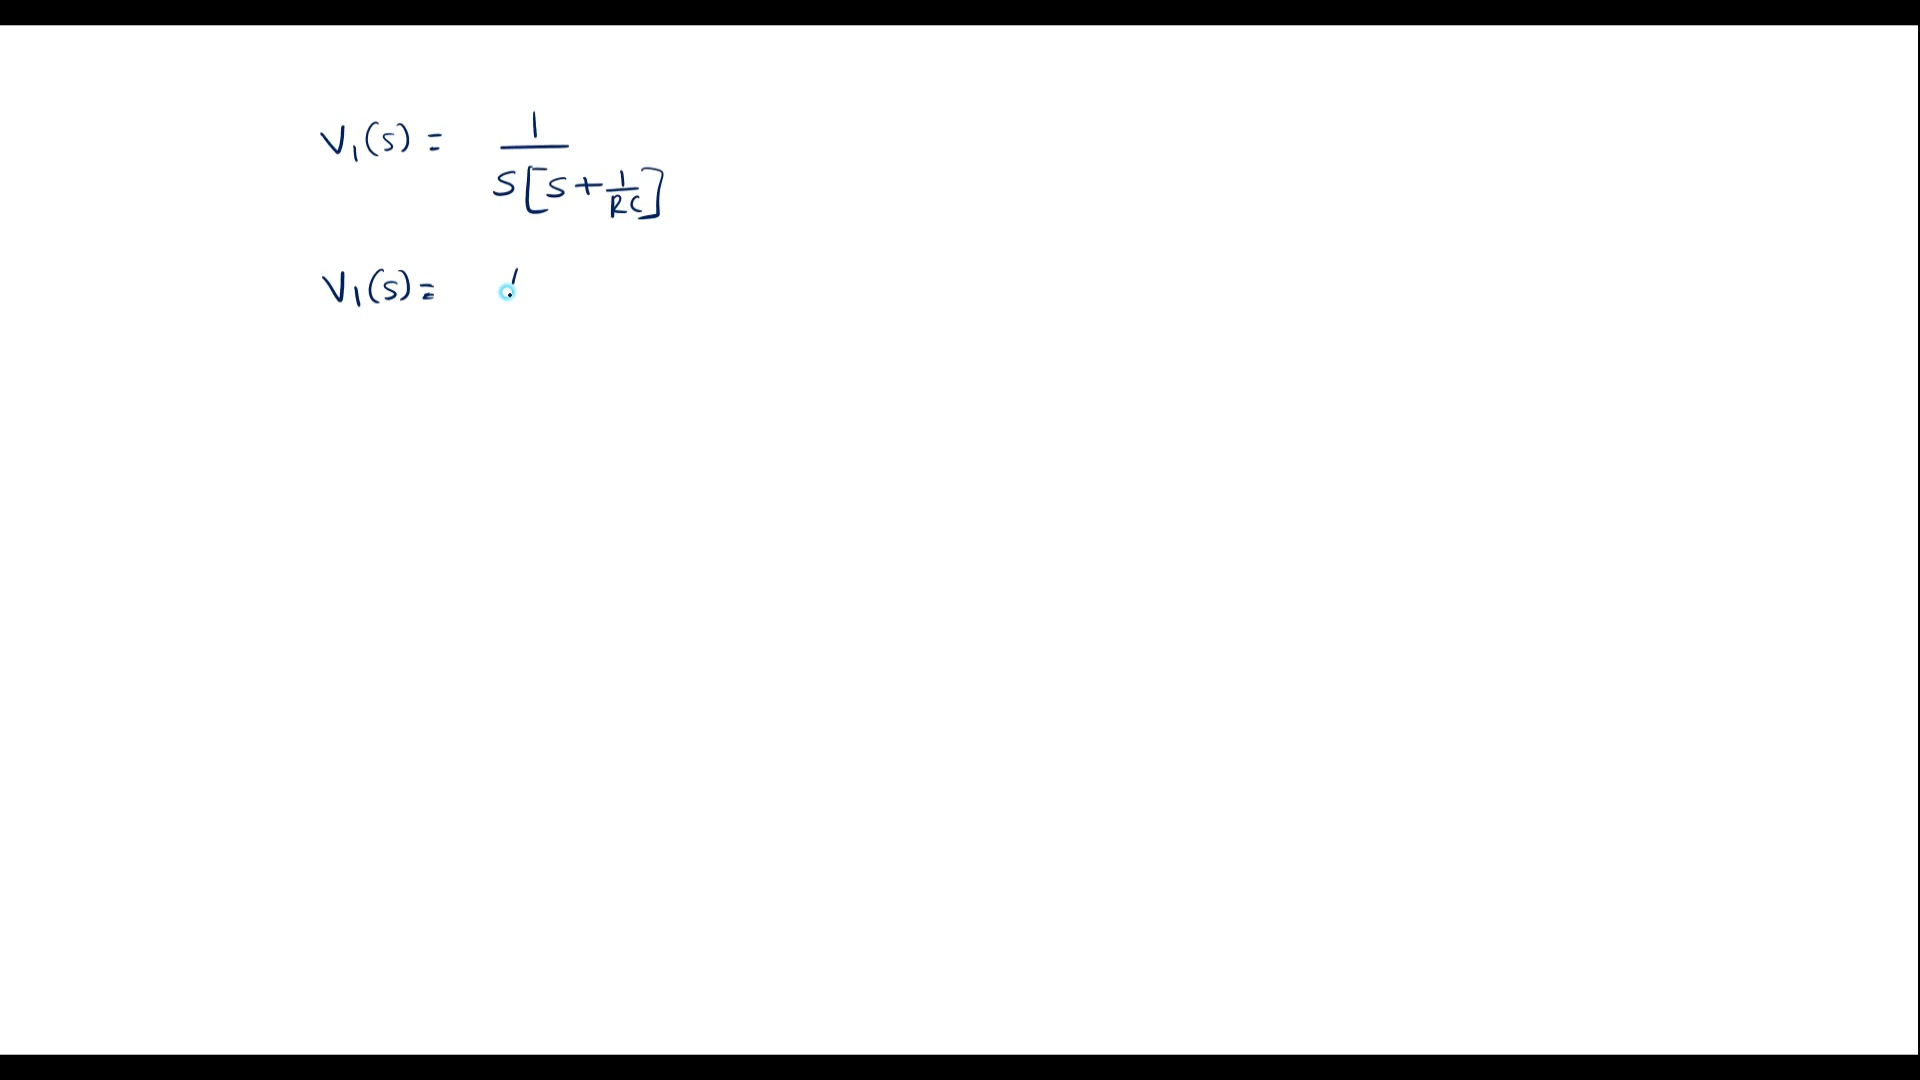 V₁(s) = 1 / s[s + 1/RC]
V₁(s) =